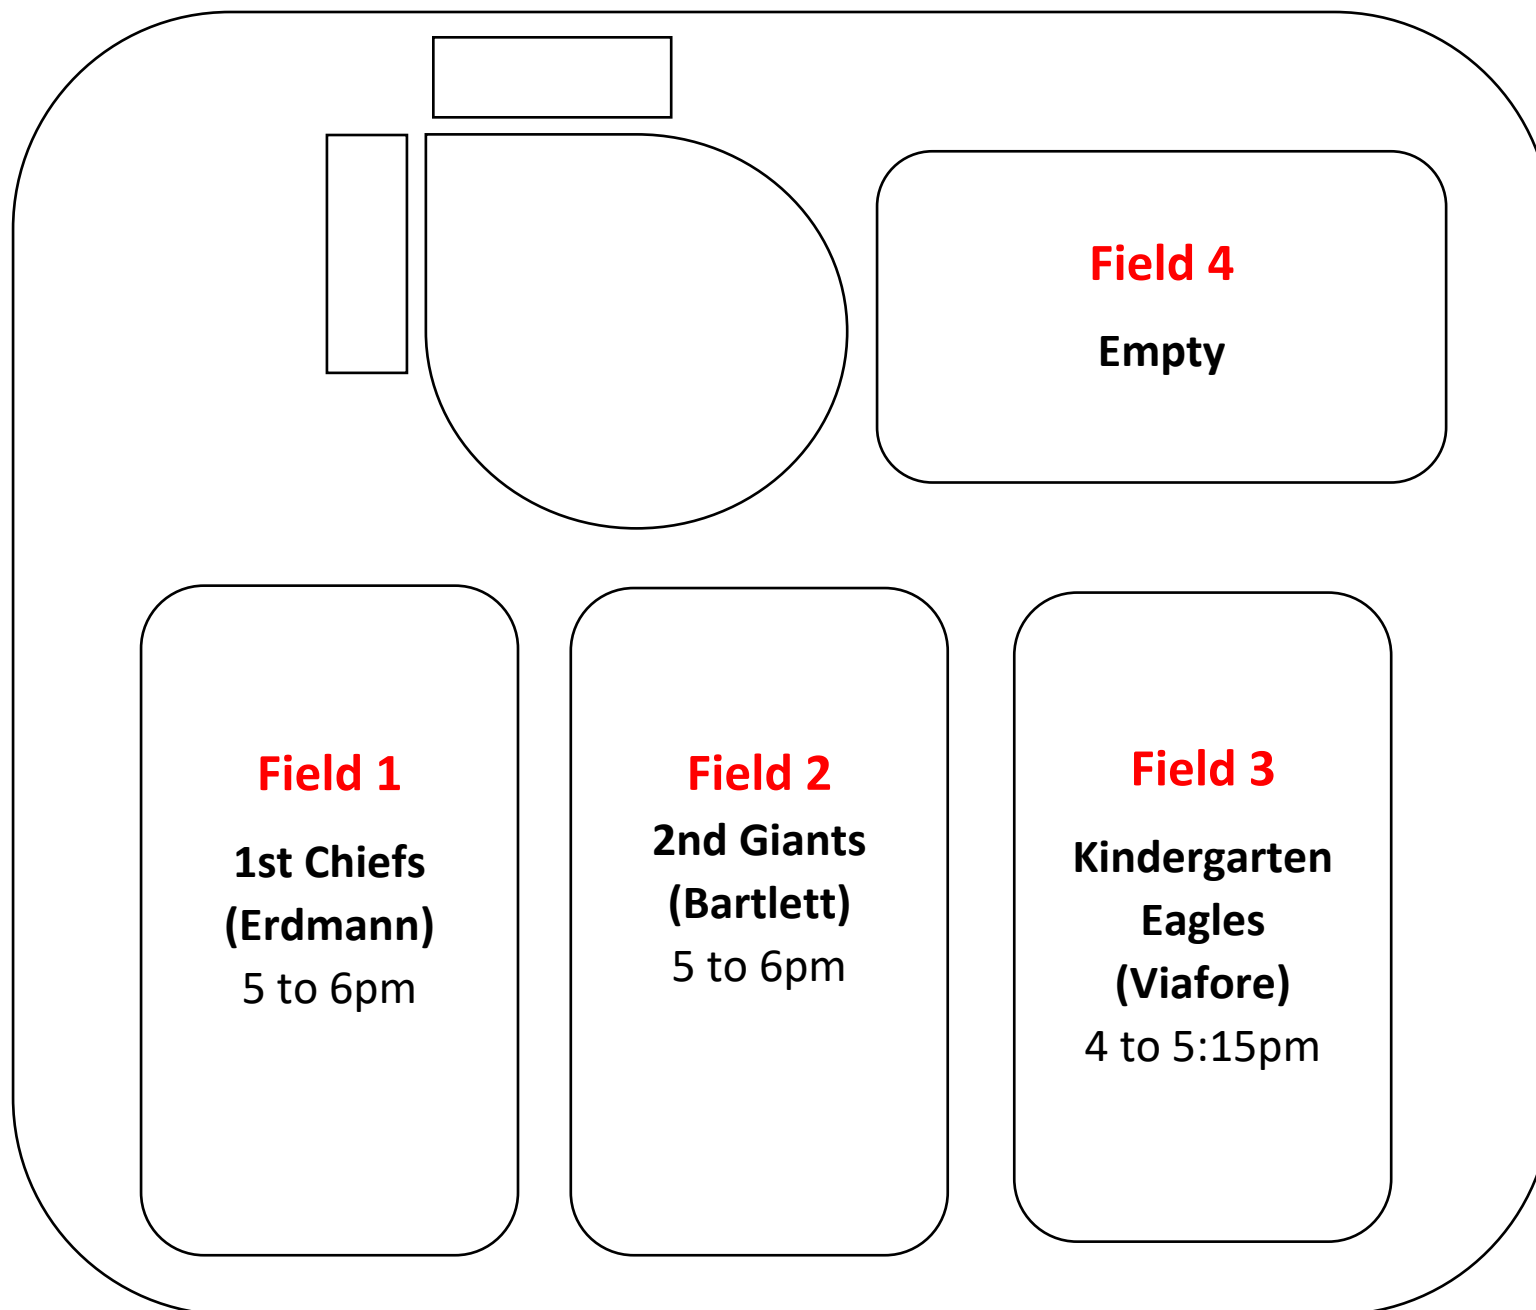 Field 4
Empty
Field 1
1st Chiefs
(Erdmann)
5 to 6pm
Field 2
2nd Giants
(Bartlett)
5 to 6pm
Field 3
Kindergarten
Eagles
(Viafore)
4 to 5:15pm